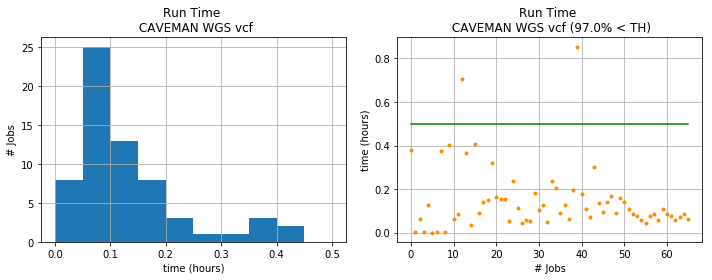 Run Time
CAVEMAN WGS vcf
25
20
15
10
5
0
# Jobs
0.0 0.1 0.2 0.3 0.4 0.5
time (hours)
Run Time
CAVEMAN WGS vcf (97.0% < TH)
0.8
0.6
0.4
0.2
0.0
time (hours)
0 10 20 30 40 50 60
# Jobs